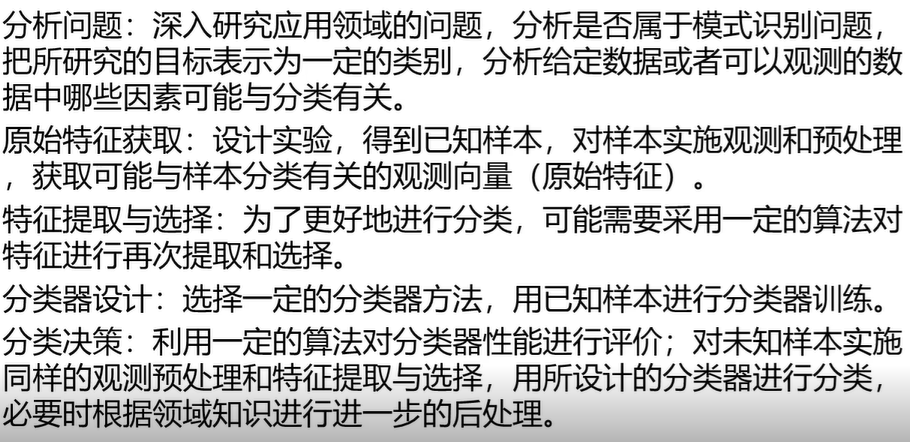 分析问题：深入研究应用领域的问题，分析是否属于模式识别问题，
把所研究的目标表示为一定的类别，分析给定数据或者可以观测的数
据中哪些因素可能与分类有关。
原始特征获取：设计实验，得到已知样本，对样本实施观测和预处理
，获取可能与样本分类有关的观测向量（原始特征）。
特征提取与选择：为了更好地进行分类，可能需要采用一定的算法对
特征进行再次提取和选择。
分类器设计：选择一定的分类器方法，用已知样本进行分类器训练。
分类决策：利用一定的算法对分类器性能进行评价；对未知样本实施
同样的观测预处理和特征提取与选择，用所设计的分类器进行分类，
必要时根据领域知识进行进一步的后处理。